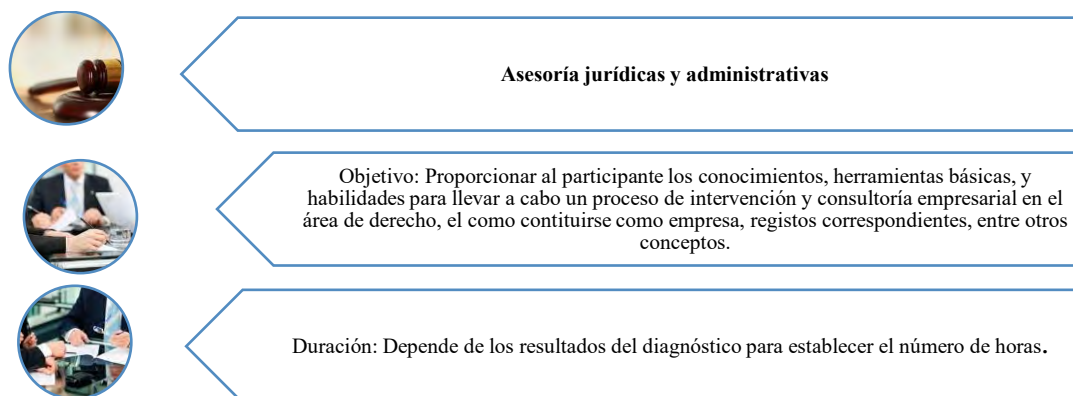 Asesoría jurídicas y administrativas
Objetivo: Proporcionar al participante los conocimientos, herramientas básicas, y
habilidades para llevar a cabo un proceso de intervención y consultoría empresarial en el
área de derecho, el como contituirse como empresa, registos correspondientes, entre otros
conceptos.
Duración: Depende de los resultados del diagnóstico para establecer el número de horas.